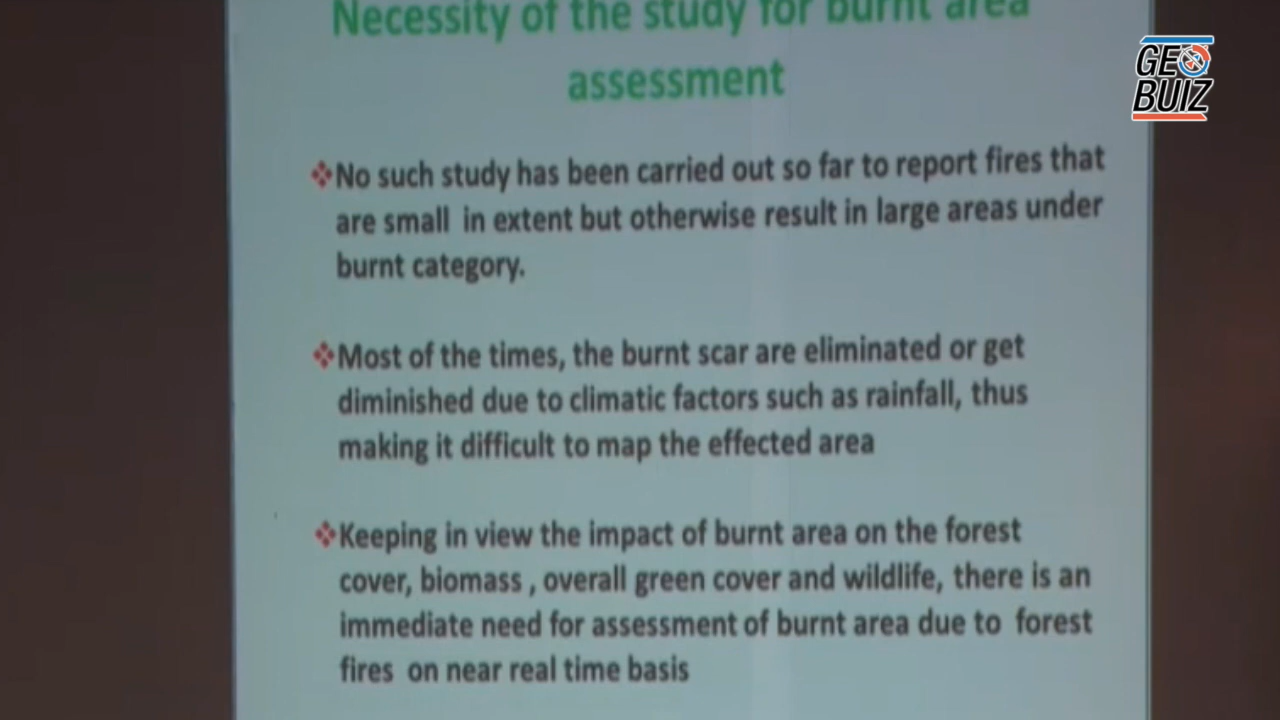 Necessity of the study for burnt area
assessment
GEO
BUIZ
❖No such study has been carried out so far to report fires that
are small in extent but otherwise result in large areas under
burnt category.
❖Most of the times, the burnt scar are eliminated or get
diminished due to climatic factors such as rainfall, thus
making it difficult to map the effected area
❖Keeping in view the impact of burnt area on the forest
cover, biomass , overall green cover and wildlife, there is an
immediate need for assessment of burnt area due to forest
fires on near real time basis